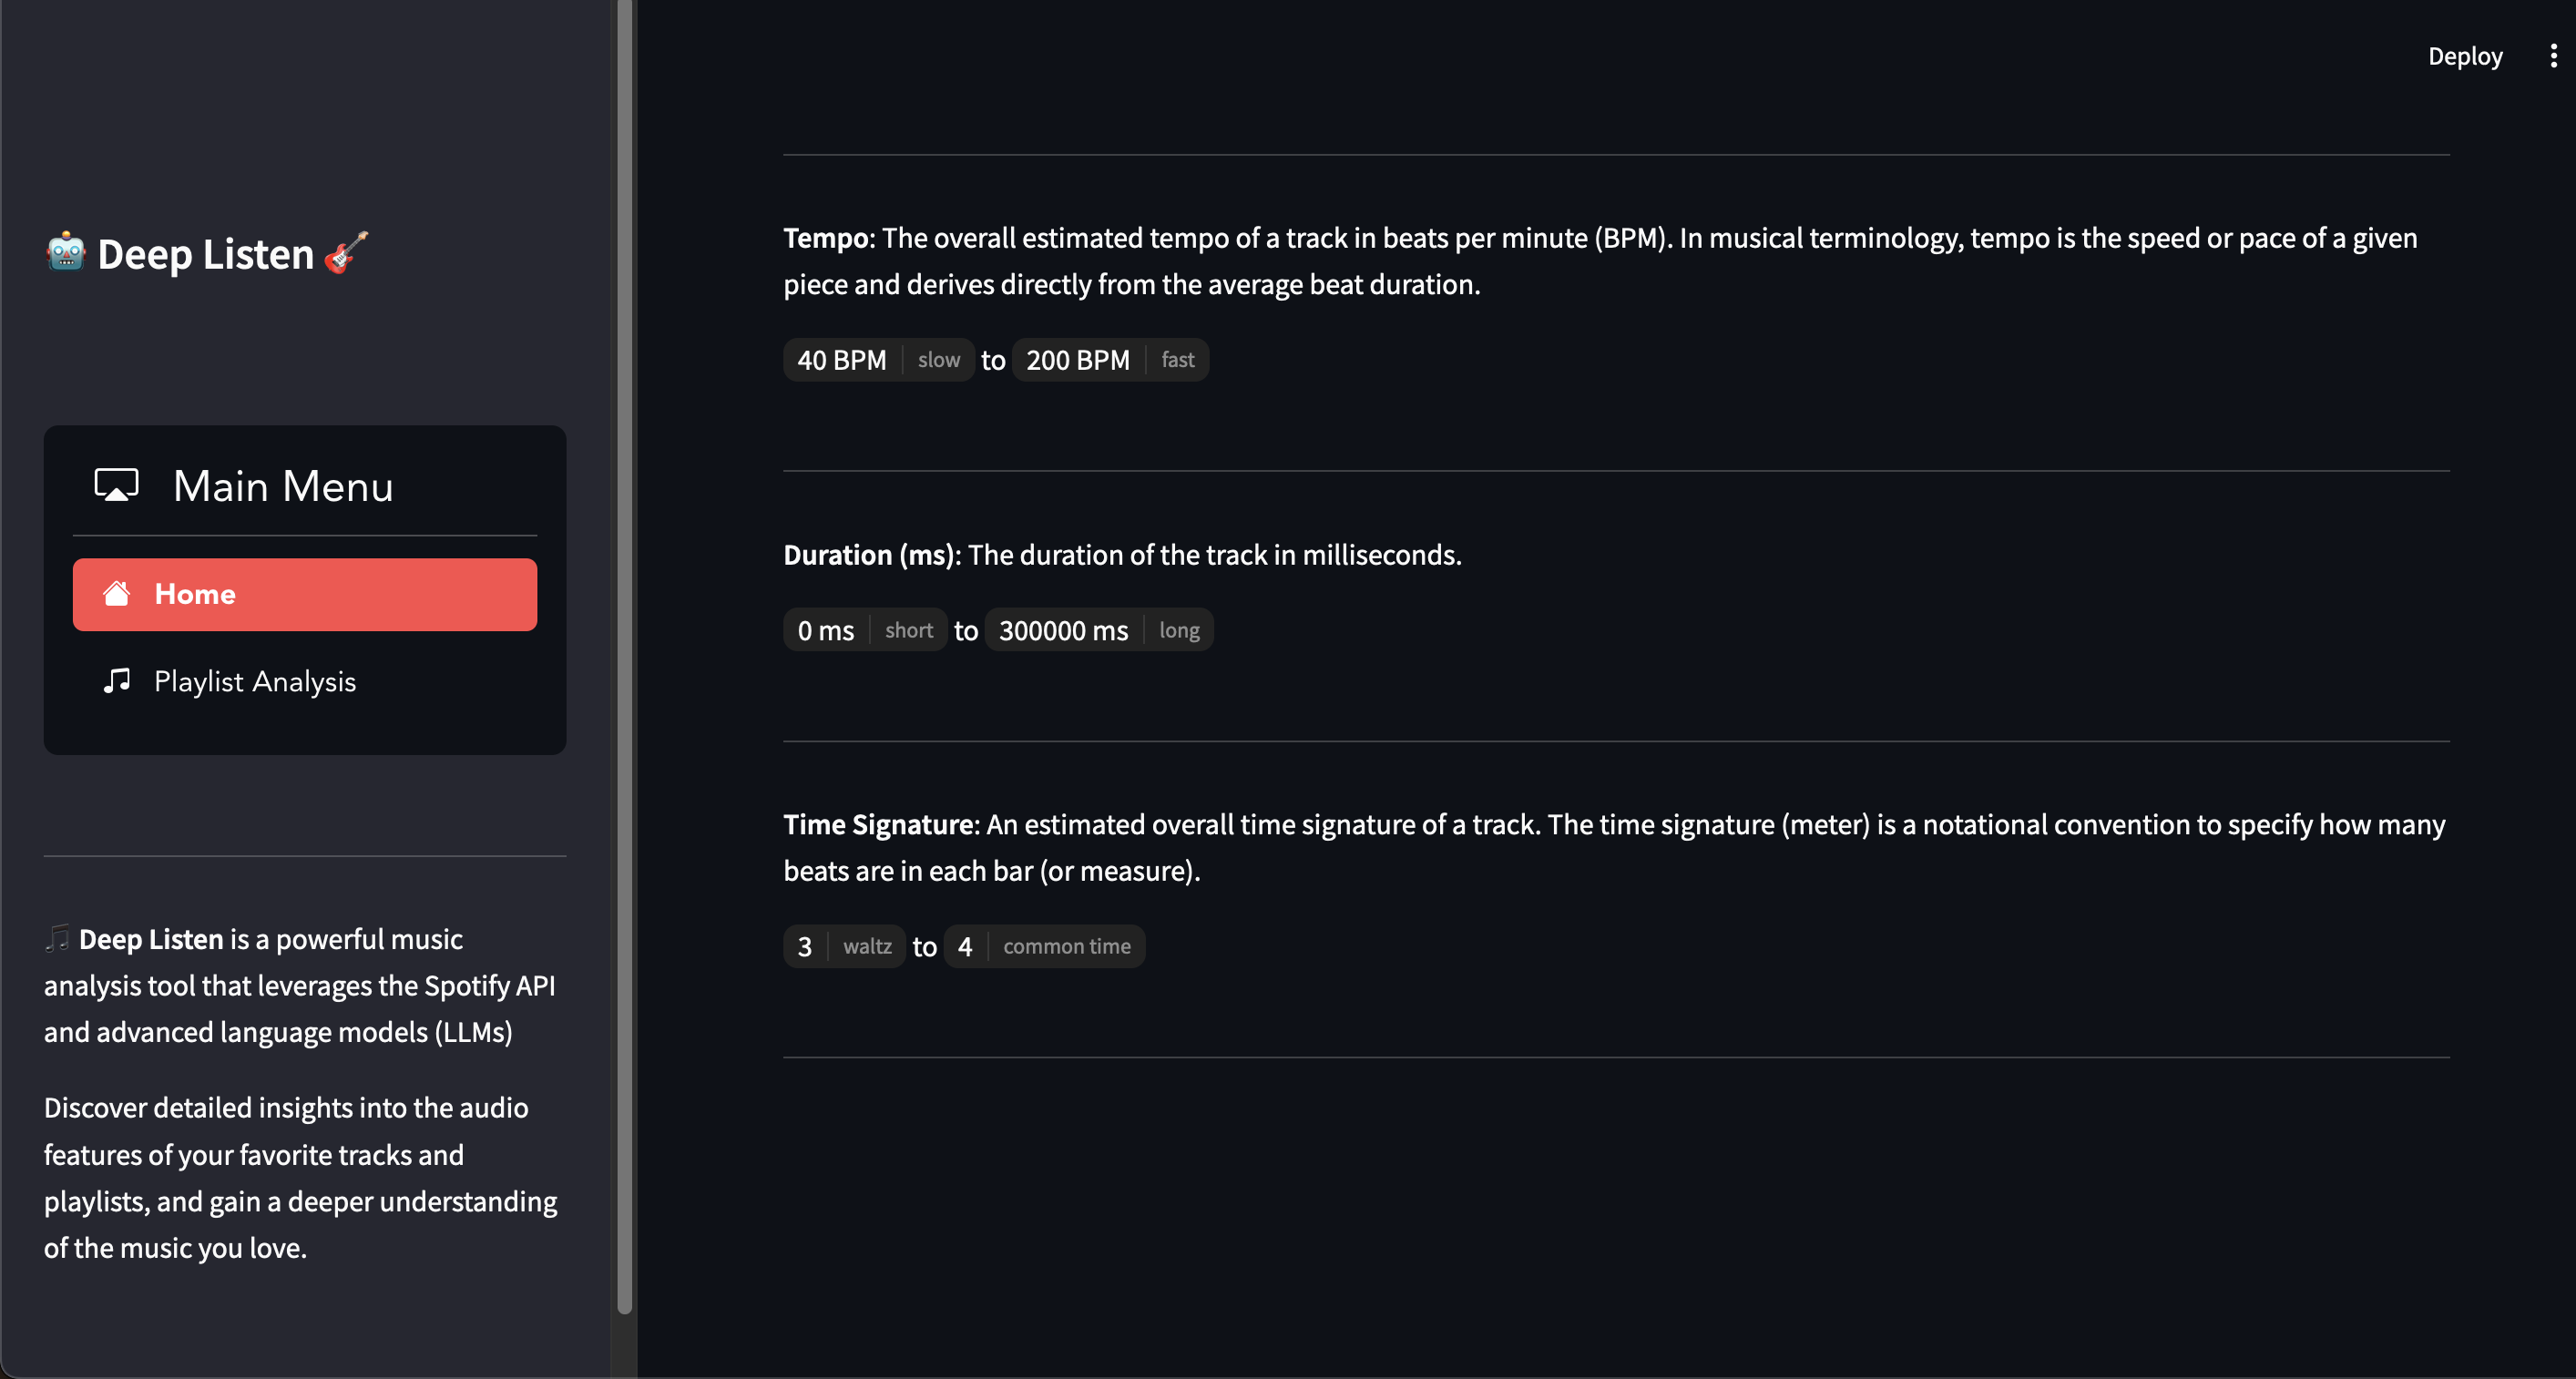 Deep Listen
Main Menu
Home
Playlist Analysis
Deep Listen is a powerful music
analysis tool that leverages the Spotify API
and advanced language models (LLMs)
Discover detailed insights into the audio
features of your favorite tracks and
playlists, and gain a deeper understanding
of the music you love.
Deploy
Tempo: The overall estimated tempo of a track in beats per minute (BPM). In musical terminology, tempo is the speed or pace of a given
piece and derives directly from the average beat duration.
40 BPM slow to 200 BPM fast
Duration (ms): The duration of the track in milliseconds.
0 ms short to 300000 ms long
Time Signature: An estimated overall time signature of a track. The time signature (meter) is a notational convention to specify how many
beats are in each bar (or measure).
3 waltz to 4 common time